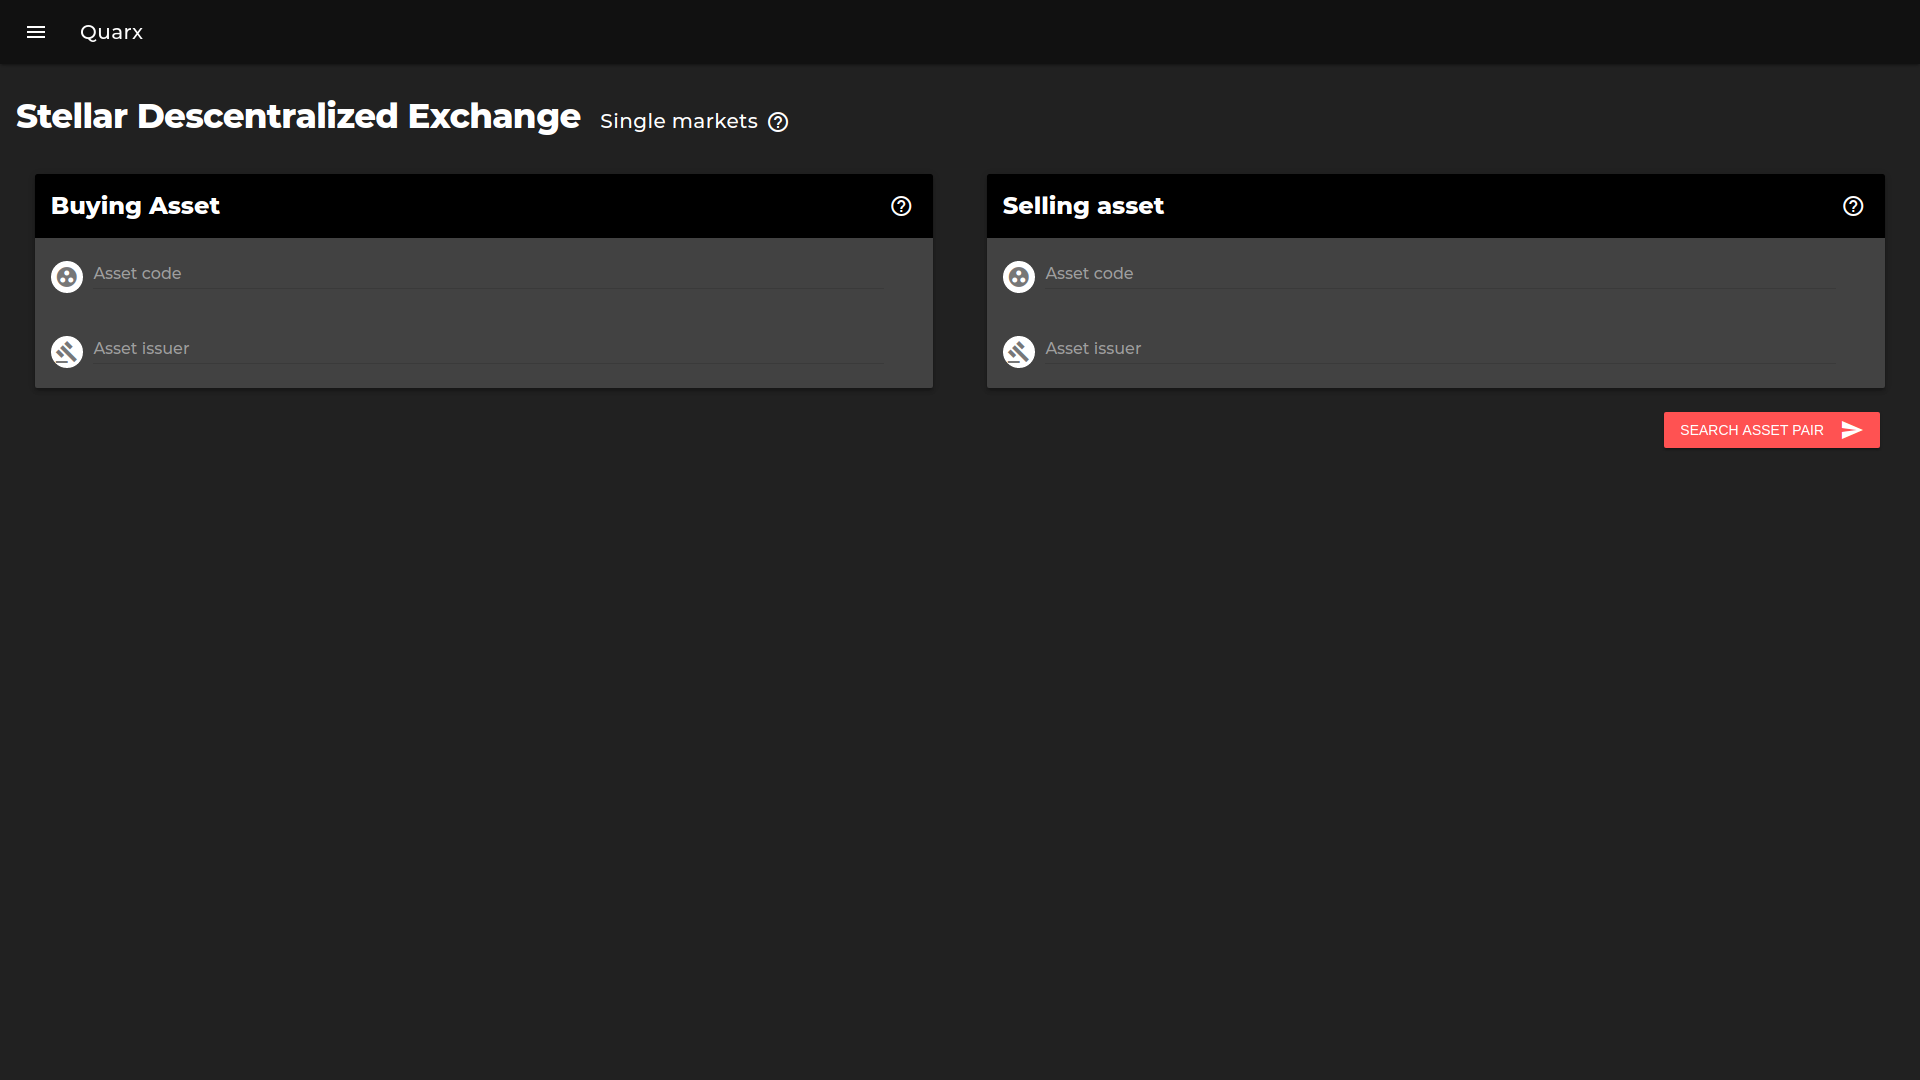 Quarx
Stellar Descentralized Exchange Single markets
Buying Asset
Asset code
Asset issuer
Selling asset
Asset code
Asset issuer
SEARCH ASSET PAIR